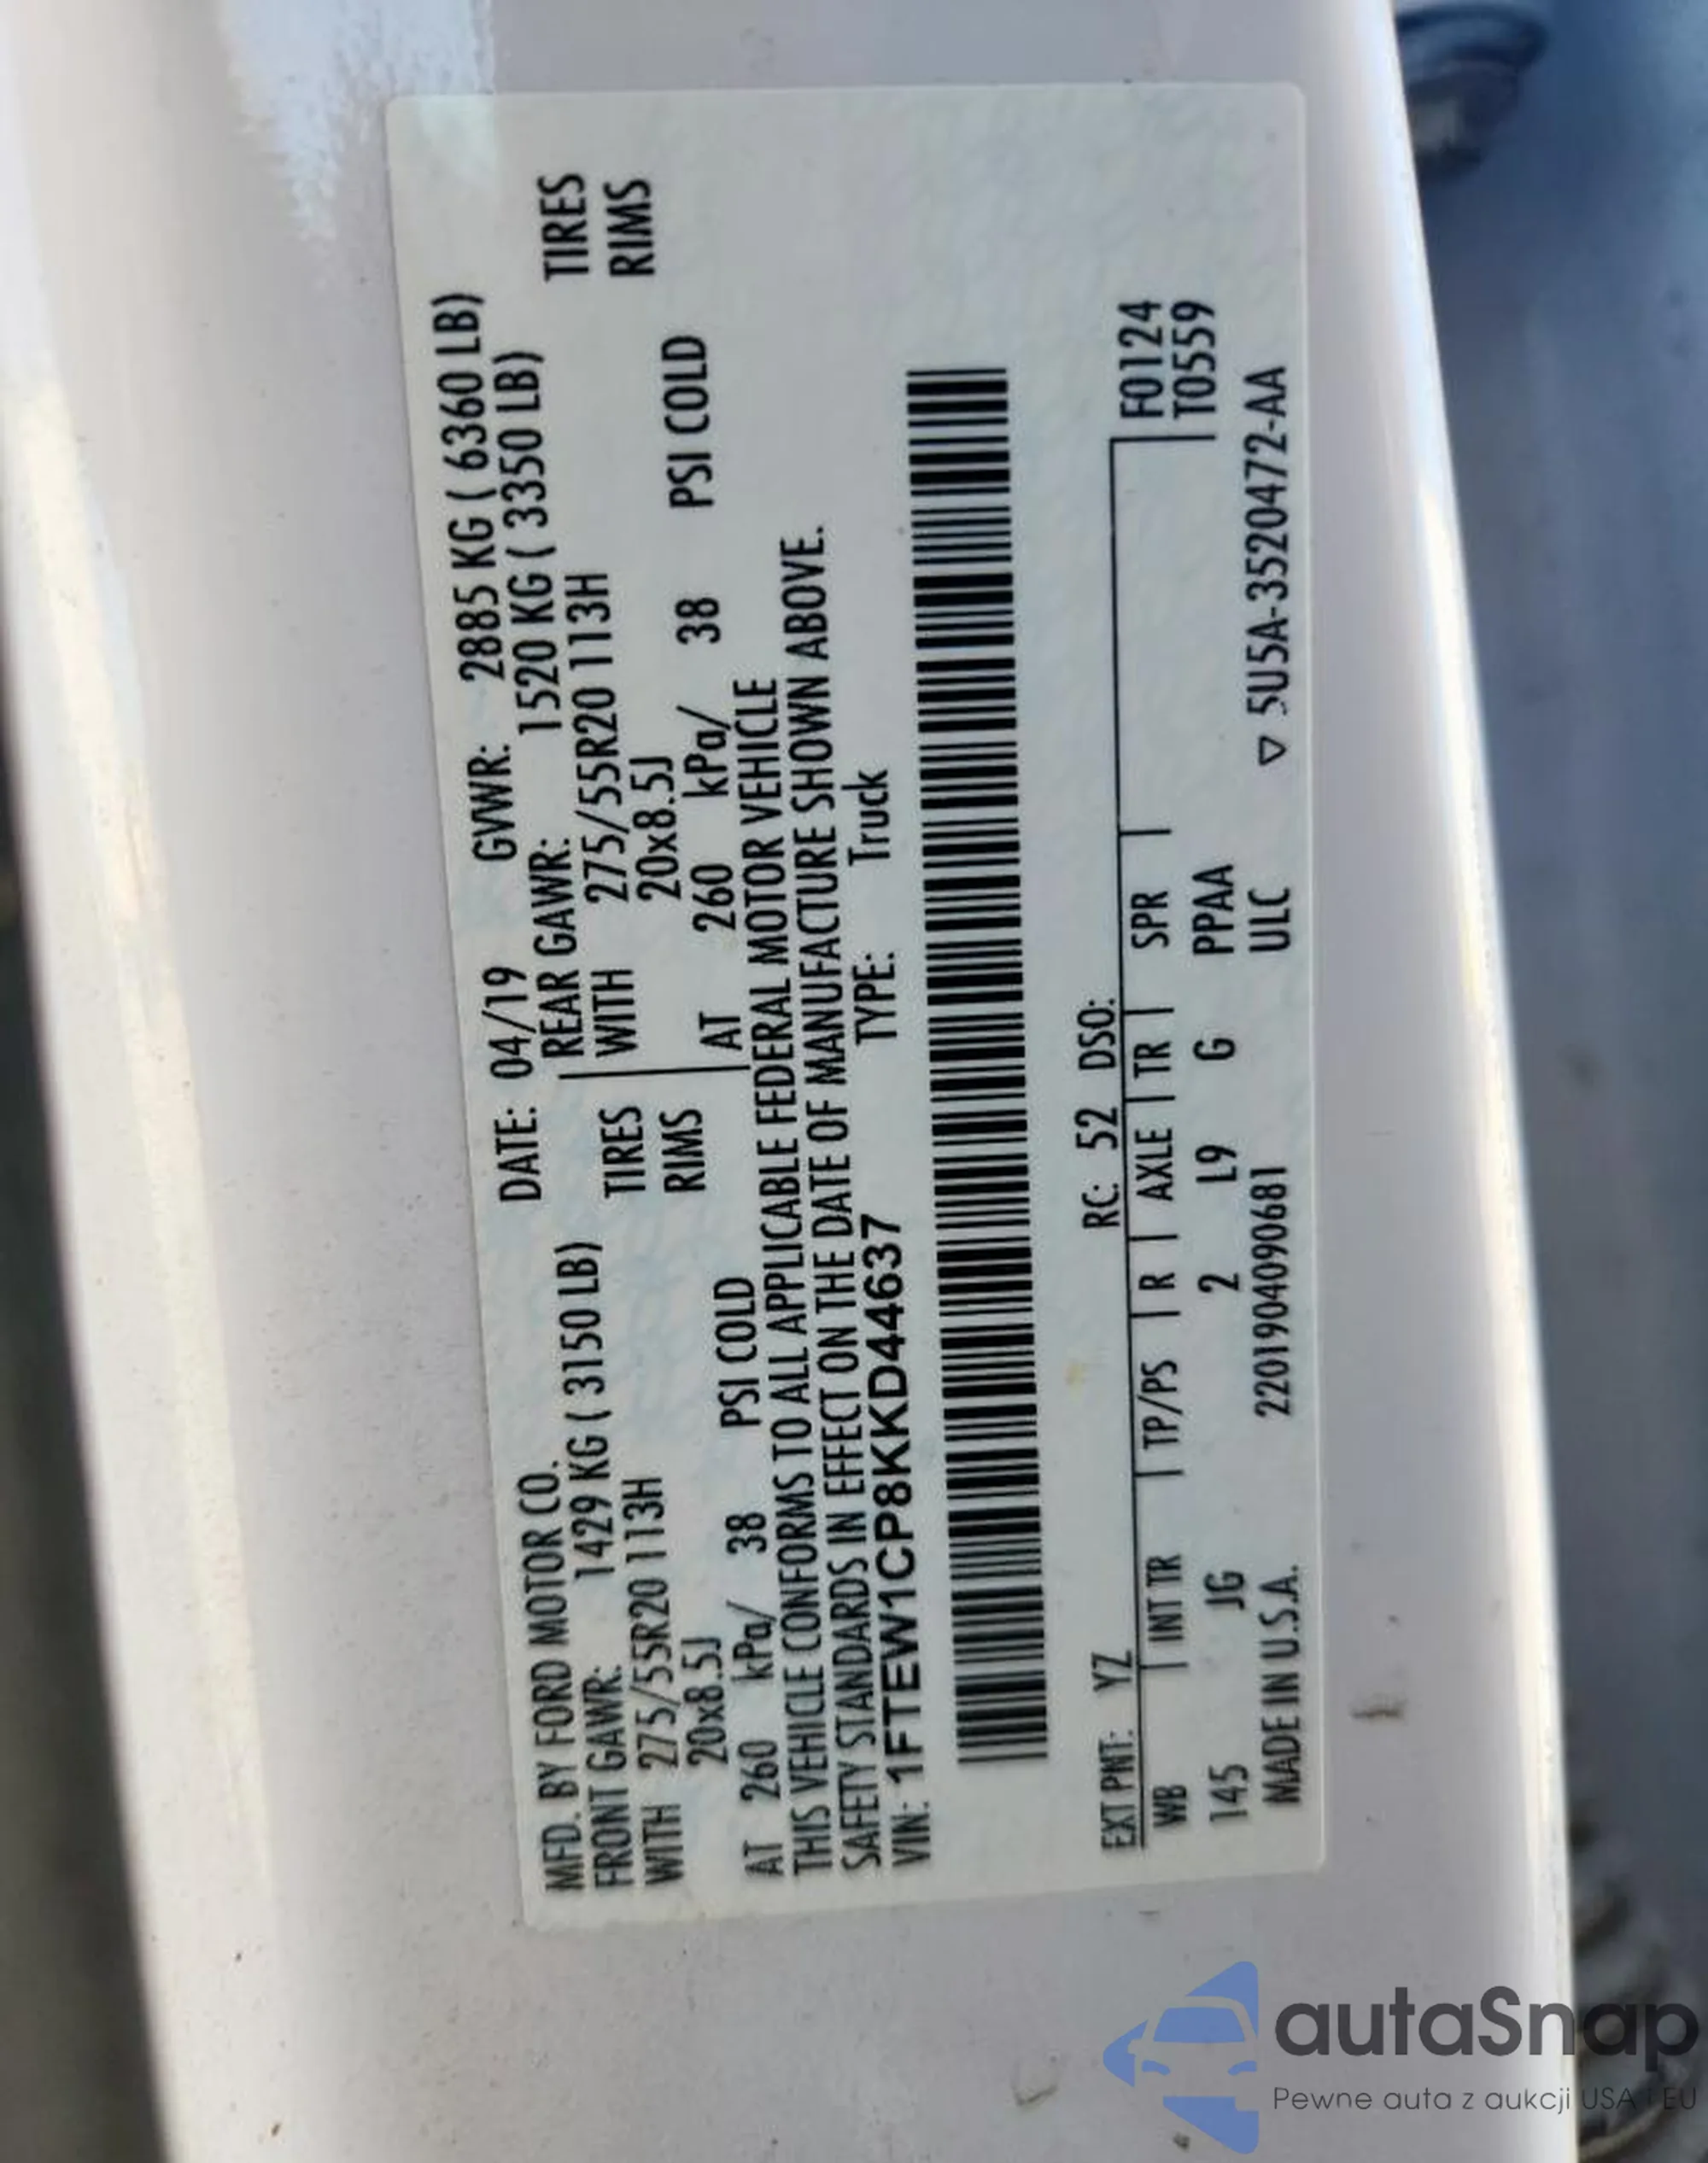 MFD. BY FORD MOTOR CO. DATE: 04/19 GVWR: 2885 KG ( 6360 LB)
FRONT GAWR: 1429 KG ( 3150 LB) REAR GAWR: 1520 KG ( 3350 LB)
WITH 275/55R20 113H TIRES WITH 275/55R20 113H TIRES
20x8.5J RIMS 20x8.5J RIMS
AT 260 kPa/ 38 PSI COLD AT 260 kPa/ 38 PSI COLD
THIS VEHICLE CONFORMS TO ALL APPLICABLE FEDERAL MOTOR VEHICLE
SAFETY STANDARDS IN EFFECT ON THE DATE OF MANUFACTURE SHOWN ABOVE.
VIN: 1FTEW1CP8KKD44637 TYPE: Truck
EXT PNT: YZ RC: 52 DSO:
WB INT TR TP/PS R AXLE TR SPR F0124
145 JG 2 L9 G PPAA T0559
MADE IN U.S.A. 220190409068 1 ULC ▽ 5U5A-3520472-AA
autaSnap
Pewne auta z aukcji USA i EU